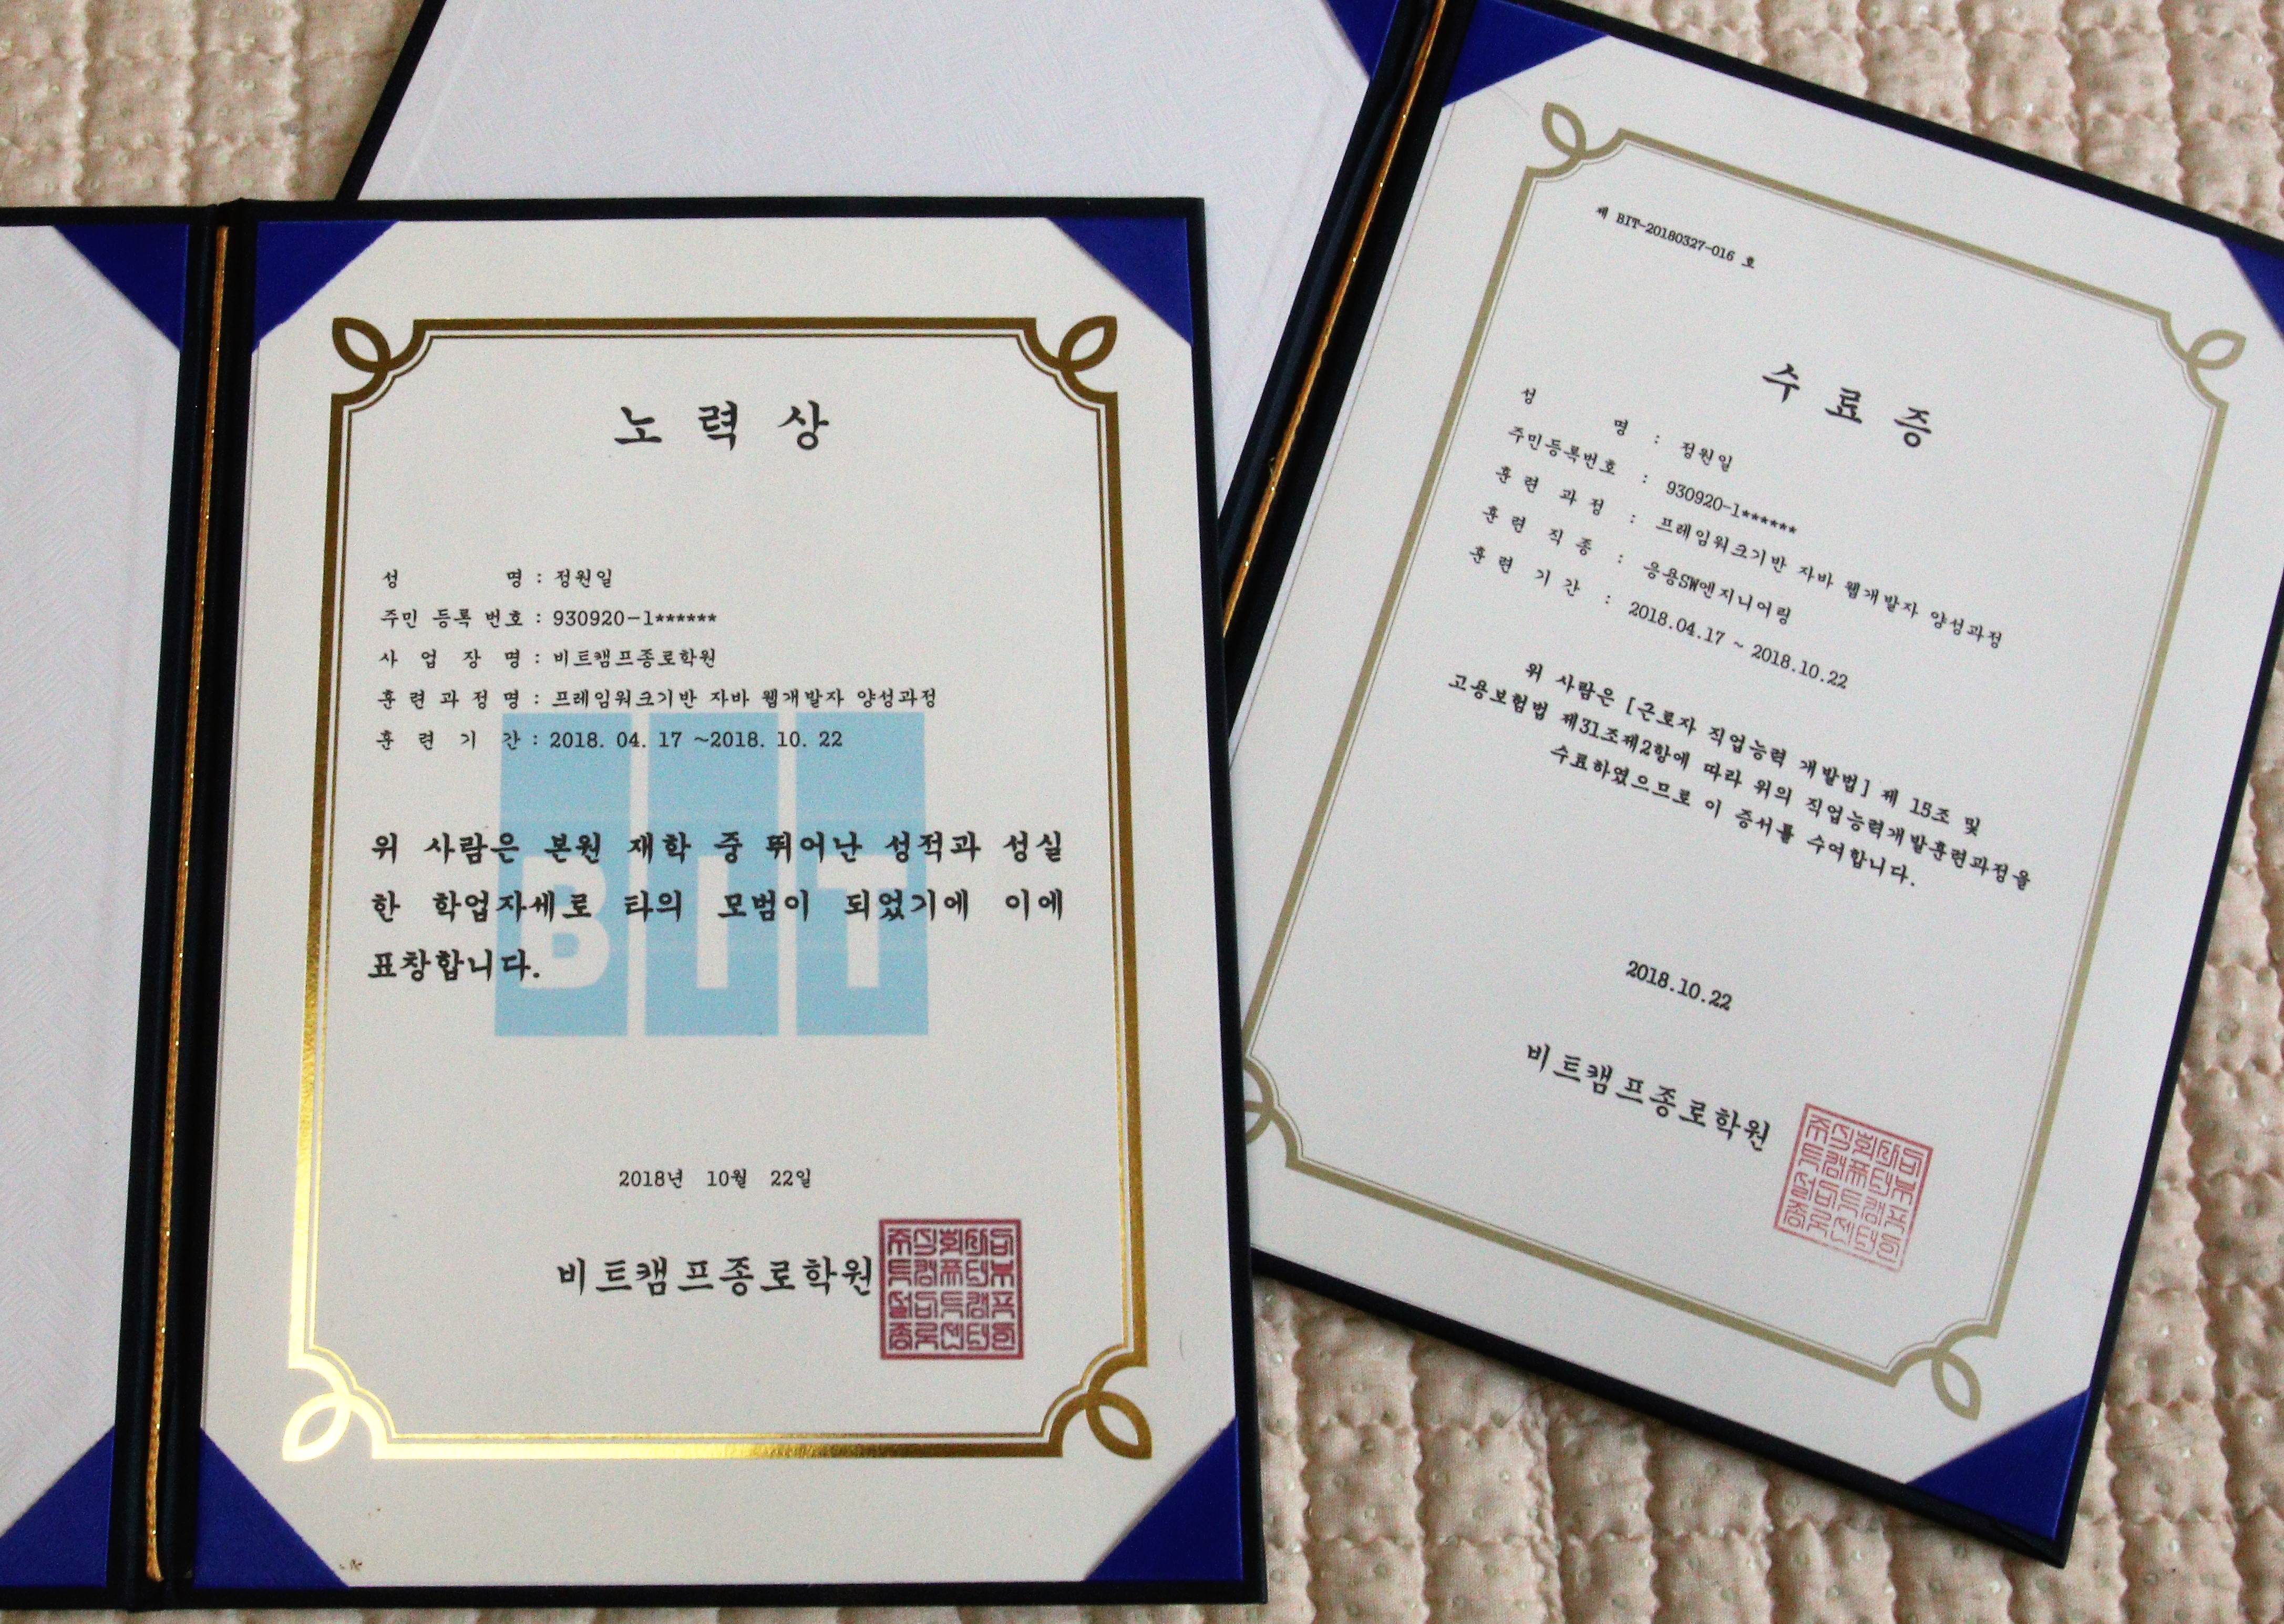 노 력 상
성 명 : 정원일
주민 등록 번호 : 930920-1******
사 업 장 명 : 비트캠프종로학원
훈 련 과 정 명 : 프레임워크기반 자바 웹개발자 양성과정
훈 련 기 간 : 2018. 04. 17 ~2018. 10. 22
위 사람은 본원 재학 중 뛰어난 성적과 성실
한 학업자세로 타의 모범이 되었기에 이에
표창합니다.
BIT
2018년 10월 22일
비트캠프종로학원
제 BIT-20180327-016 호
수 료 증
성 명 : 정원일
주민등록번호 : 930920-1******
훈 련 과 정 : 프레임워크기반 자바 웹개발자 양성과정
훈 련 직 종 : 응용SW엔지니어링
훈 련 기 간 : 2018.04.17 ~ 2018.10.22
위 사람은 [근로자 직업능력 개발법] 제 15조 및
고용보험법 제31조제2항에 따라 위의 직업능력개발훈련과정을
수료하였으므로 이 증서를 수여합니다.
2018.10.22
비트캠프종로학원